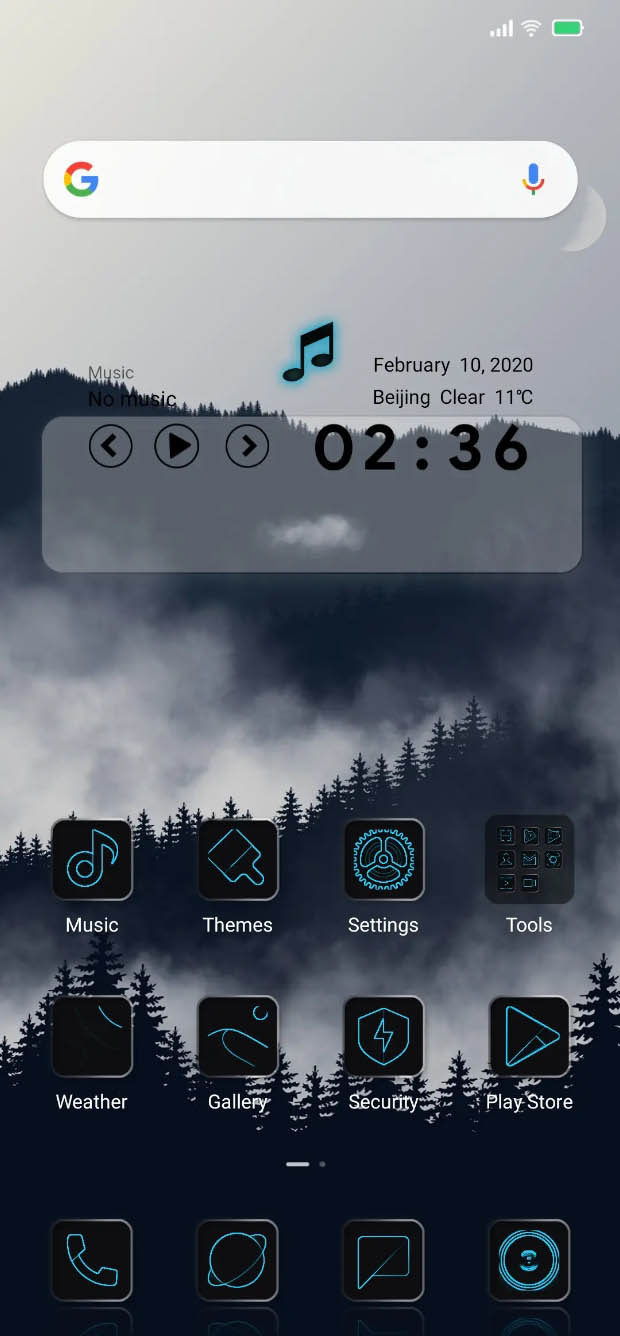 Music
No music
February 10, 2020
Beijing Clear 11℃
02:36
Music
Themes
Settings
Tools
Weather
Gallery
Security
Play Store